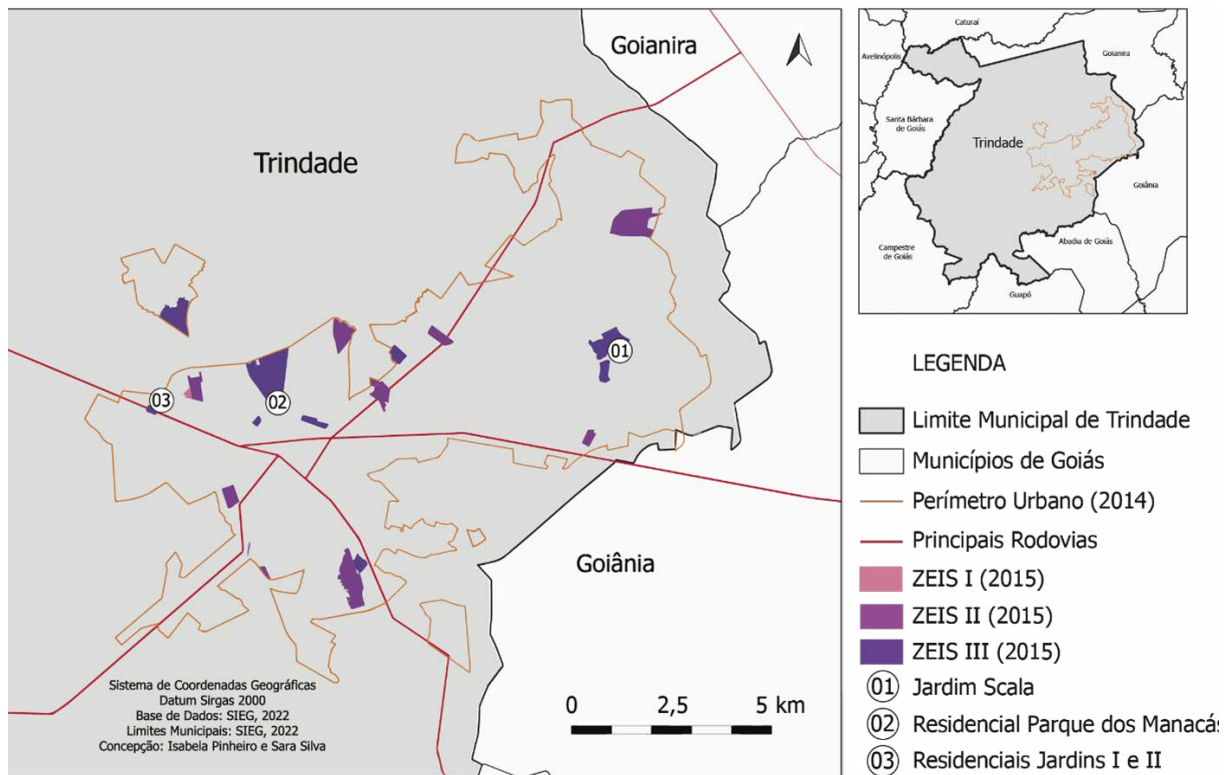 Goianira
Trindade
01
03
02
Goiânia
Sistema de Coordenadas Geográficas
Datum Sirgas 2000
Base de Dados: SIEG, 2022
Limites Municipais: SIEG, 2022
Concepção: Isabela Pinheiro e Sara Silva
0 2,5 5 km
Caturaí
Avelinópolis
Goianira
Santa Bárbara
de Goiás
Trindade
Goiânia
Campestre
de Goiás
Abadia de Goiás
Guapó
LEGENDA
Limite Municipal de Trindade
Municípios de Goiás
Perímetro Urbano (2014)
Principais Rodovias
ZEIS I (2015)
ZEIS II (2015)
ZEIS III (2015)
01 Jardim Scala
02 Residencial Parque dos Manacás
03 Residenciais Jardins I e II